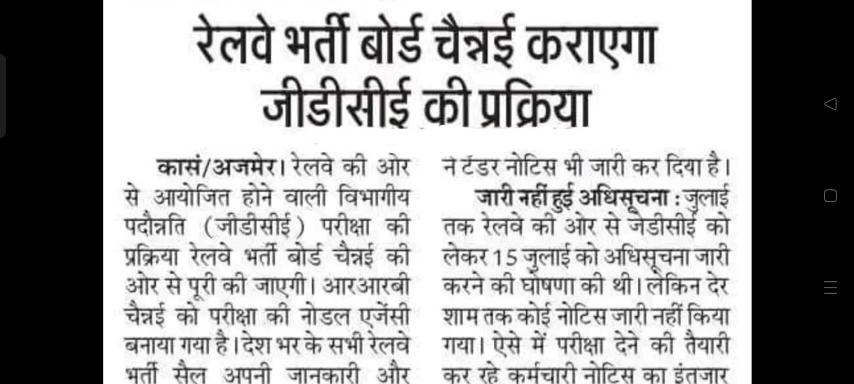 रेलवे भर्ती बोर्ड चैन्नई कराएगा
जीडीसीई की प्रक्रिया
कासं/अजमेर। रेलवे की ओर
से आयोजित होने वाली विभागीय
पदौन्नति (जीडीसीई) परीक्षा की
प्रक्रिया रेलवे भर्ती बोर्ड चैन्नई की
ओर से पूरी की जाएगी। आरआरबी
चैन्नई को परीक्षा की नोडल एजेंसी
बनाया गया है। देश भर के सभी रेलवे
भर्ती सैल अपनी जानकारी और
ने टेंडर नोटिस भी जारी कर दिया है।
जारी नहीं हुई अधिसूचना : जुलाई
तक रेलवे की ओर से जेडीसीई को
लेकर 15 जुलाई को अधिसूचना जारी
करने की घोषणा की थी। लेकिन देर
शाम तक कोई नोटिस जारी नहीं किया
गया। ऐसे में परीक्षा देने की तैयारी
कर रहे कर्मचारी नोटिस का इंतजार